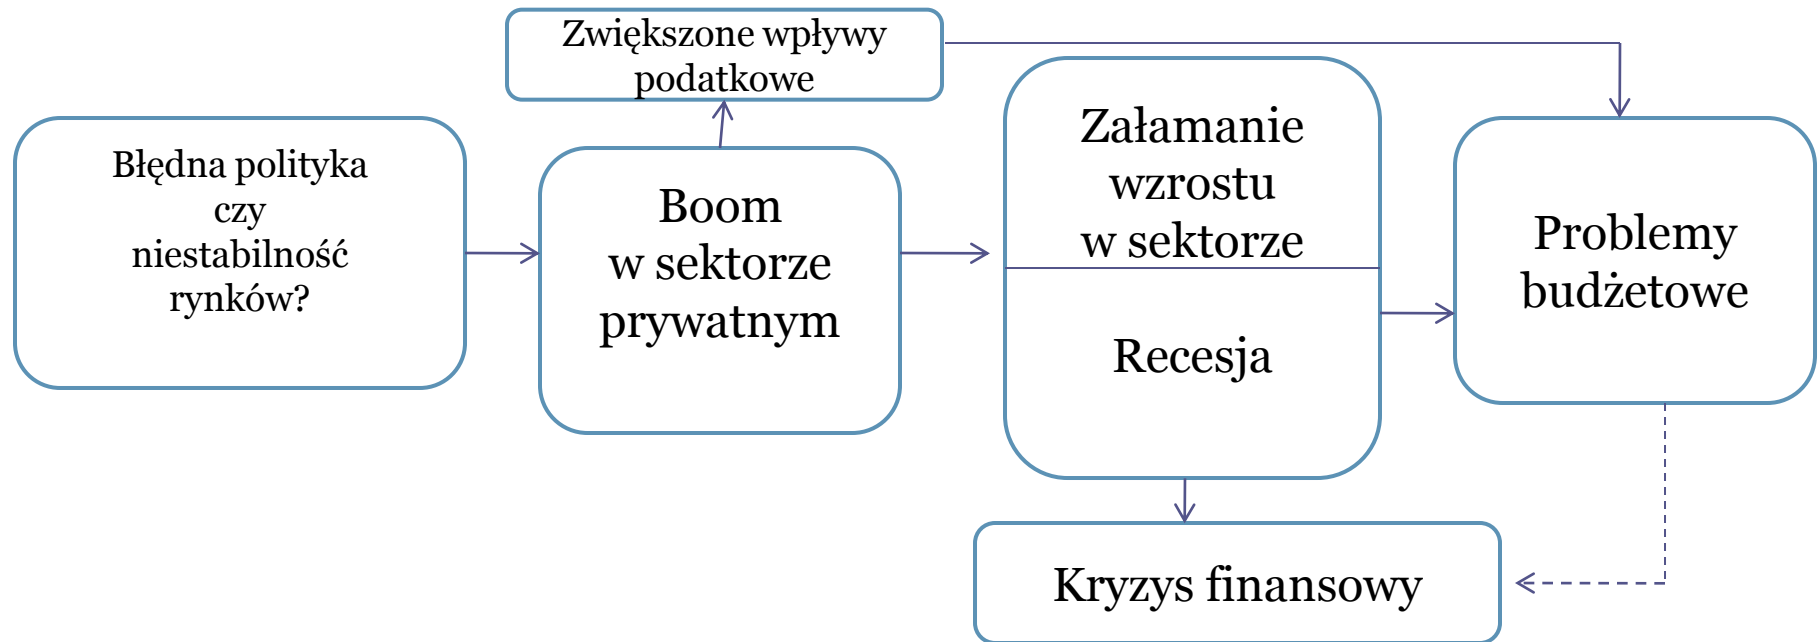 Zwiększone wpływy
podatkowe
Błędna polityka
czy
niestabilność
rynków?
Boom
w sektorze
prywatnym
Załamanie
wzrostu
w sektorze
Recesja
Problemy
budżetowe
Kryzys finansowy